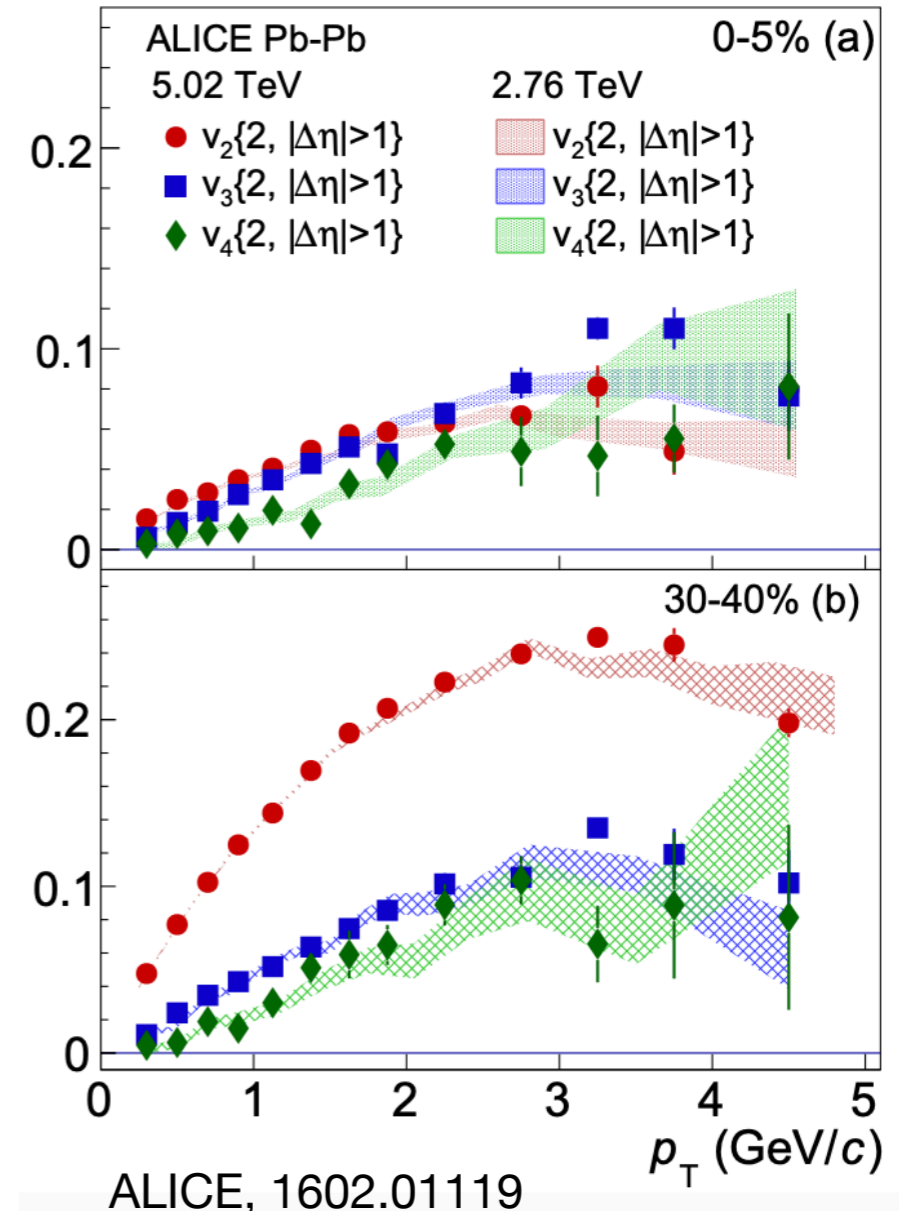 ALICE Pb-Pb 0-5% (a)
5.02 TeV 2.76 TeV
v₂{2, |Δη|>1} v₂{2, |Δη|>1}
v₃{2, |Δη|>1} v₃{2, |Δη|>1}
v₄{2, |Δη|>1} v₄{2, |Δη|>1}
0.2
0.1
0
30-40% (b)
0.2
0.1
0
0 1 2 3 4 5
p_T (GeV/c)
ALICE, 1602.01119